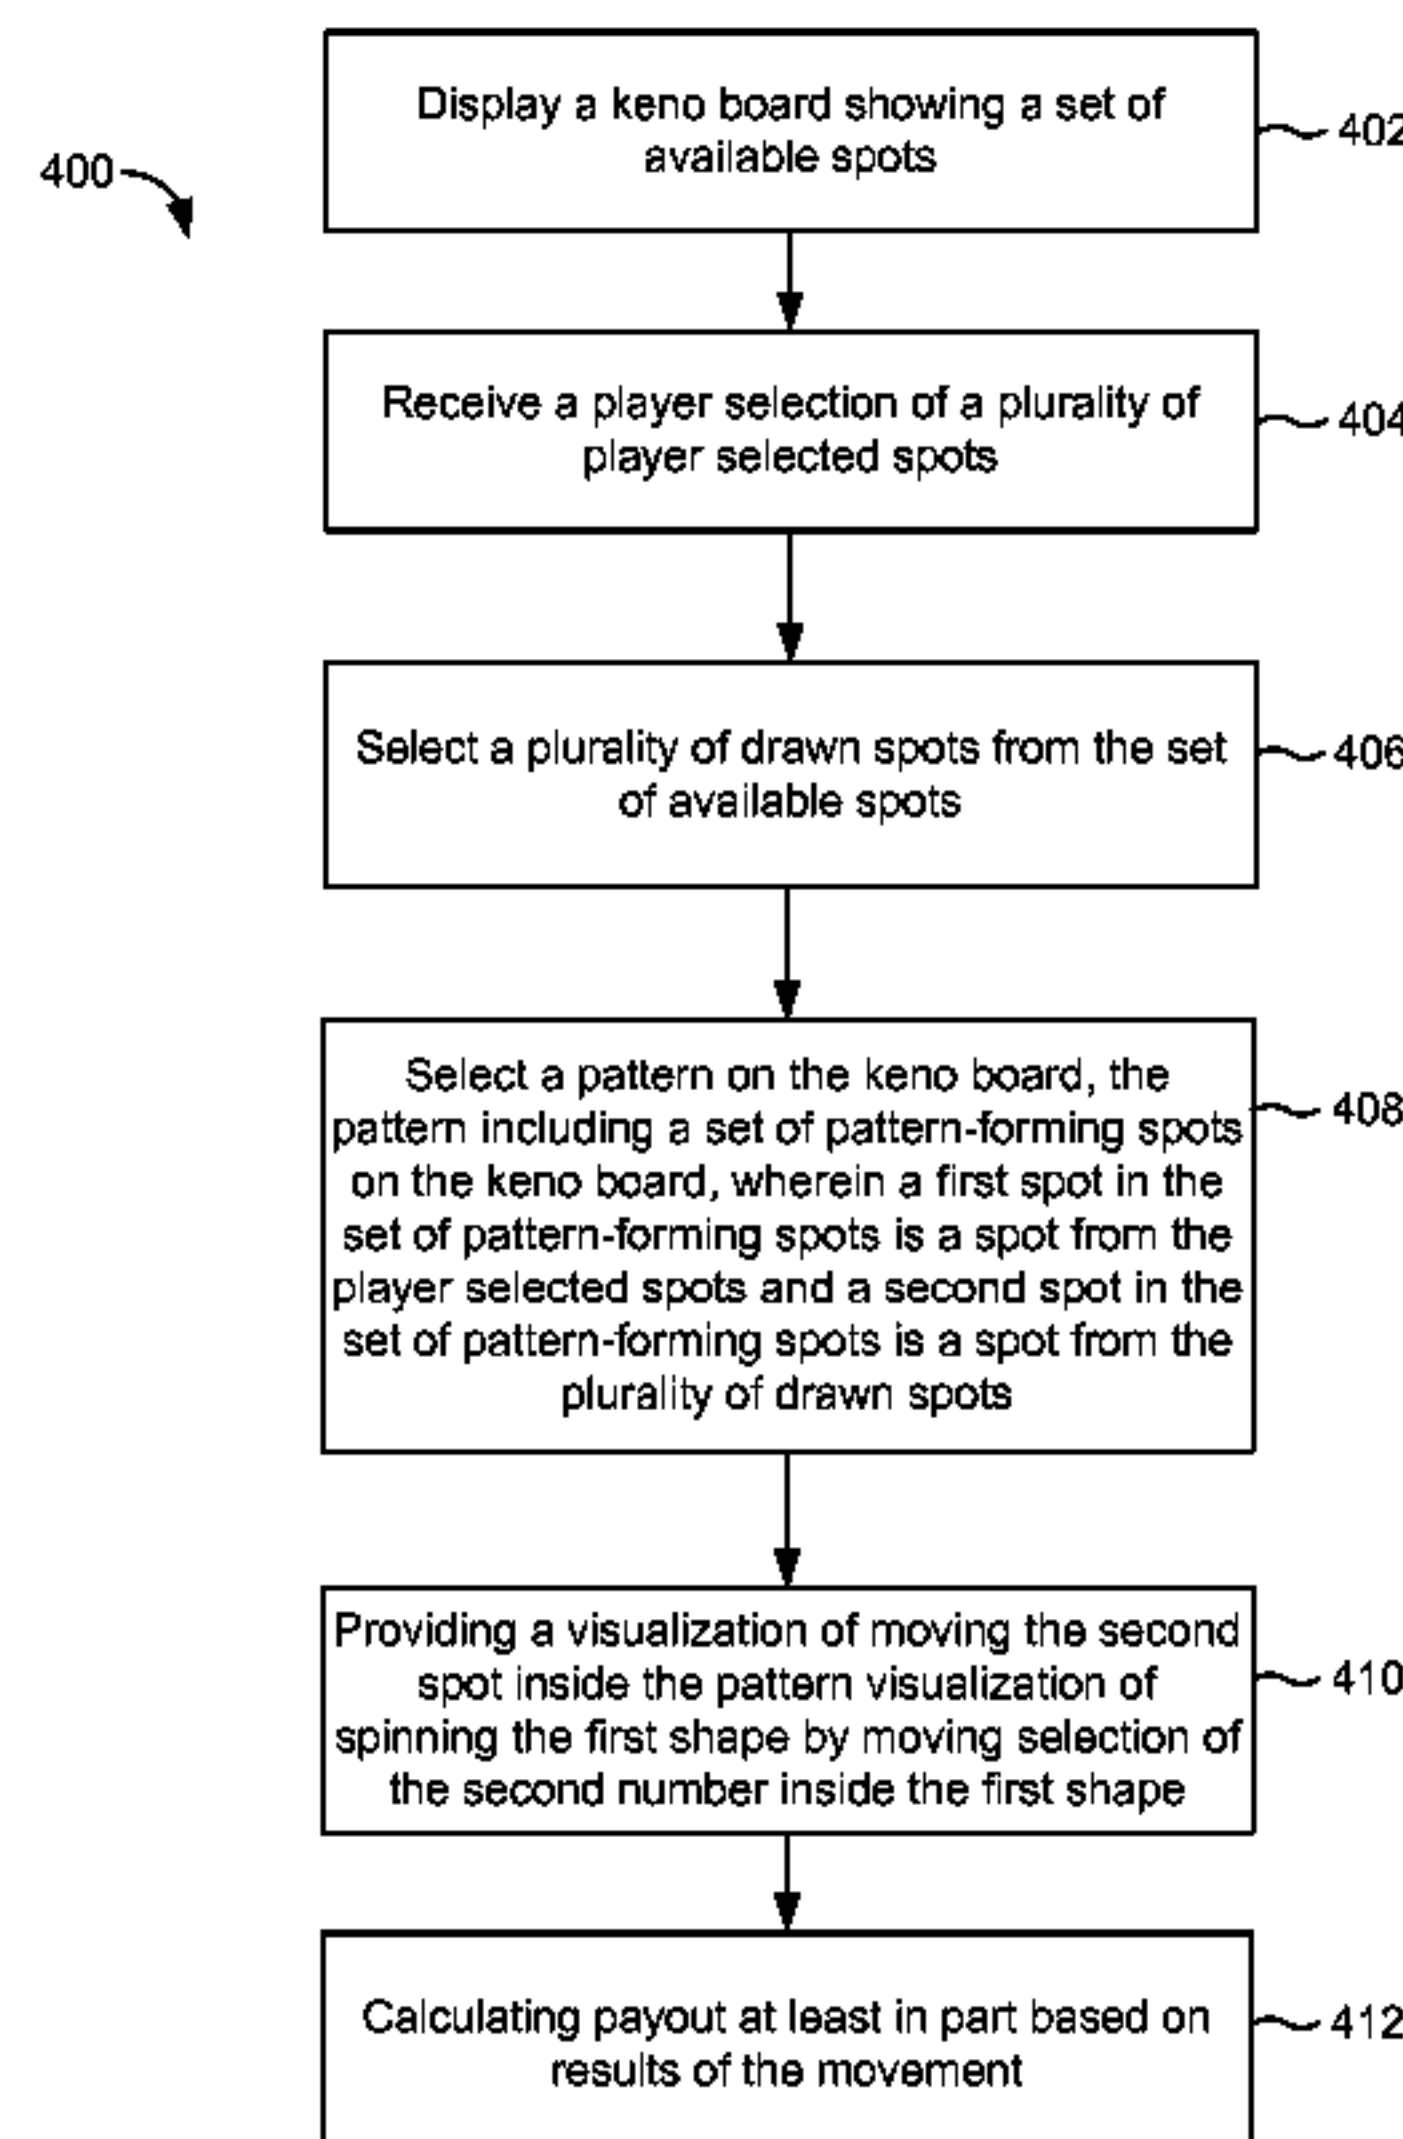 400
Display a keno board showing a set of
available spots
402
Receive a player selection of a plurality of
player selected spots
404
Select a plurality of drawn spots from the set
of available spots
406
Select a pattern on the keno board, the
pattern including a set of pattern-forming spots
on the keno board, wherein a first spot in the
set of pattern-forming spots is a spot from the
player selected spots and a second spot in the
set of pattern-forming spots is a spot from the
plurality of drawn spots
408
Providing a visualization of moving the second
spot inside the pattern visualization of
spinning the first shape by moving selection of
the second number inside the first shape
410
Calculating payout at least in part based on
results of the movement
412